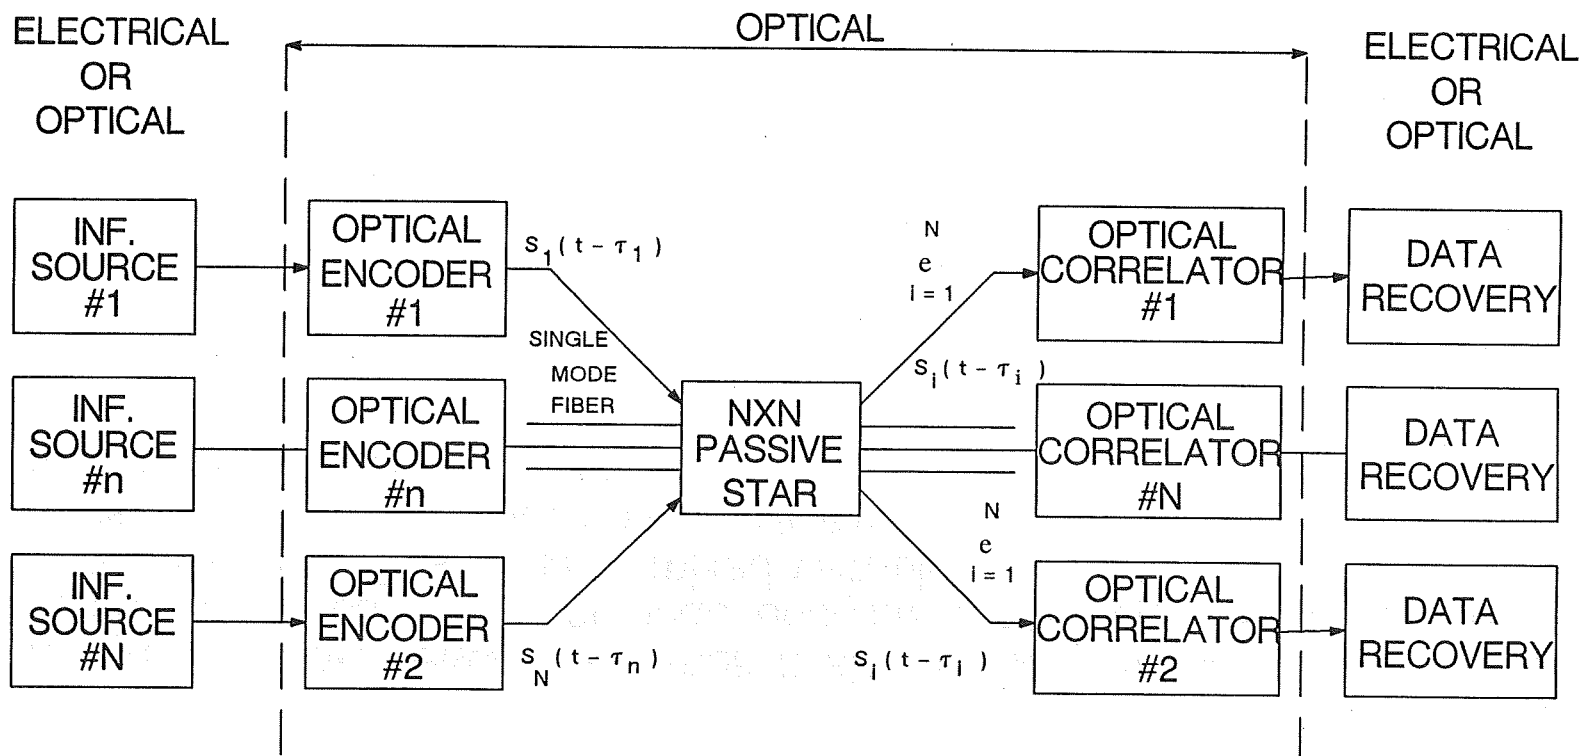 ELECTRICAL
OR
OPTICAL
OPTICAL
ELECTRICAL
OR
OPTICAL
INF.
SOURCE
#1
OPTICAL
ENCODER
#1
S1(t - τ1)
N
e
i = 1
Si(t - τi)
OPTICAL
CORRELATOR
#1
DATA
RECOVERY
SINGLE
MODE
FIBER
INF.
SOURCE
#n
OPTICAL
ENCODER
#n
NXN
PASSIVE
STAR
OPTICAL
CORRELATOR
#N
DATA
RECOVERY
INF.
SOURCE
#N
OPTICAL
ENCODER
#2
SN(t - τn)
N
e
i = 1
Si(t - τi)
OPTICAL
CORRELATOR
#2
DATA
RECOVERY